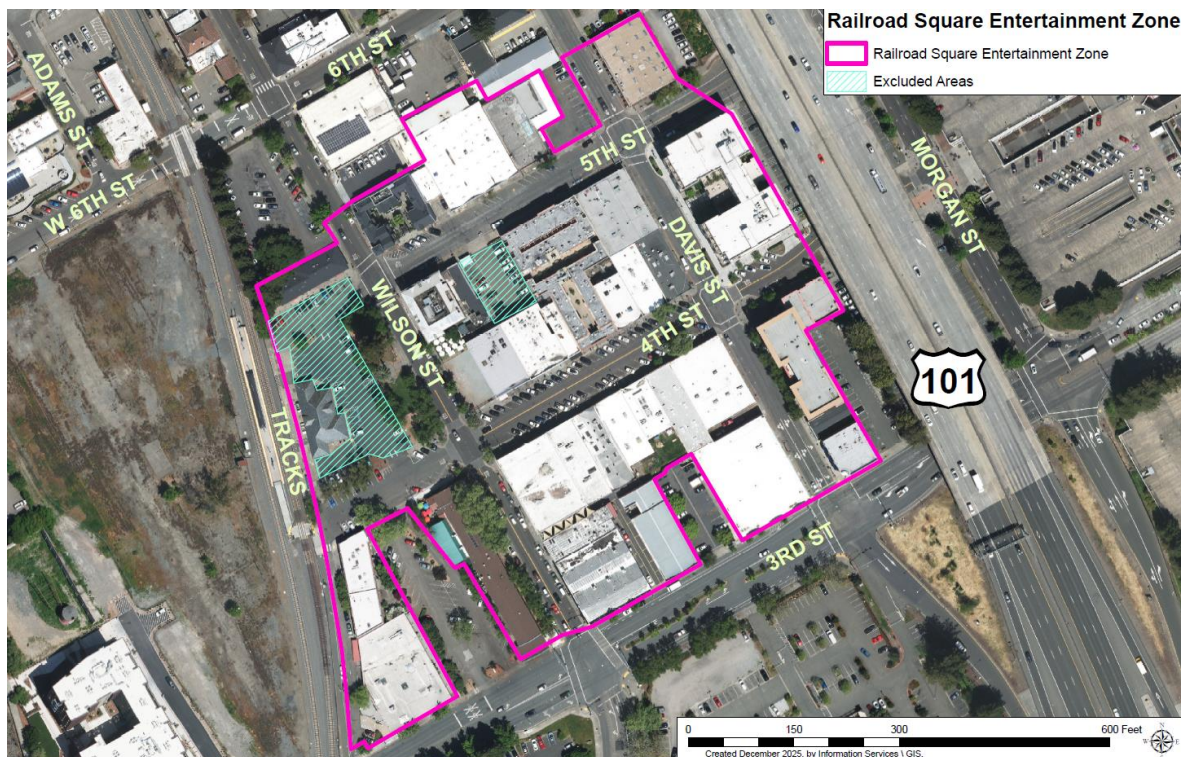 Railroad Square Entertainment Zone
Railroad Square Entertainment Zone
Excluded Areas
ADAMS ST
6TH ST
W 6TH ST
5TH ST
MORGAN ST
DAVIS ST
WILSON ST
4TH ST
101
TRACKS
3RD ST
0 150 300 600 Feet
N
W E
S
Created December 2025, by Information Services \ GIS.